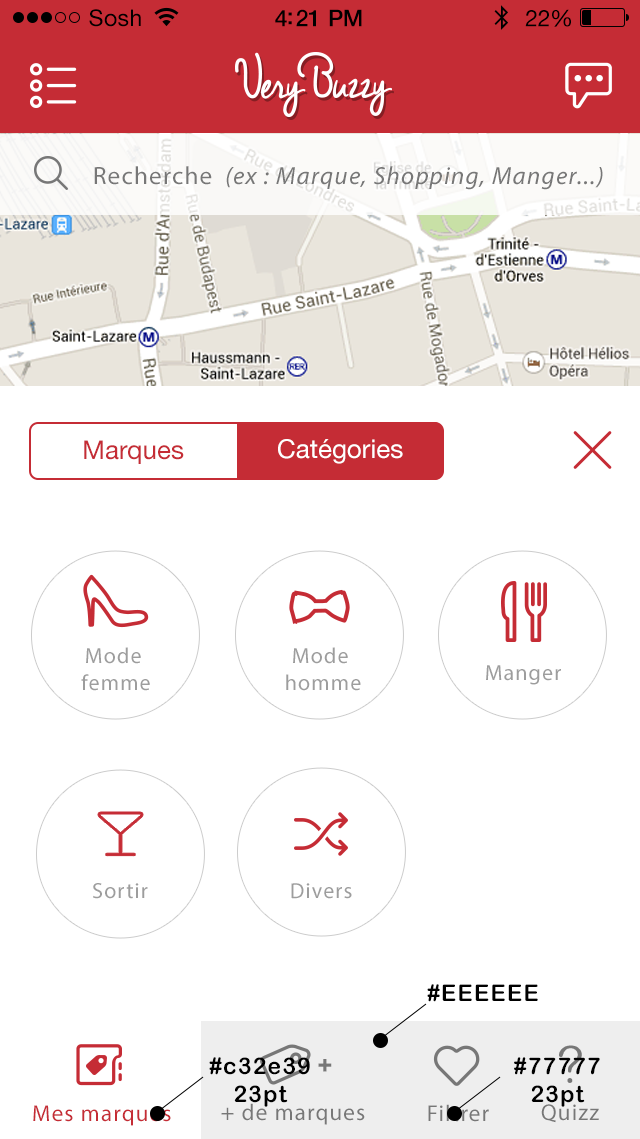 Sosh 4:21 PM 22%
Very Buzzy
Recherche (ex : Marque, Shopping, Manger...)
Rue de Londres
Rue Saint-La
-Lazare
Rue d'Amsterdam
Rue de Budapest
Trinité -
d'Estienne
d'Orves
M
Rue Intérieure
Rue Saint-Lazare
Rue de Mogador
Saint-Lazare M
Rue
Haussmann -
Saint-Lazare RER
Hôtel Hélios
Opéra
Marques
Catégories
Mode
femme
Mode
homme
Manger
Sortir
Divers
#EEEEEE
#c32e39
23pt
#77777
23pt
Mes marques
+ de marques
Filtrer
Quizz